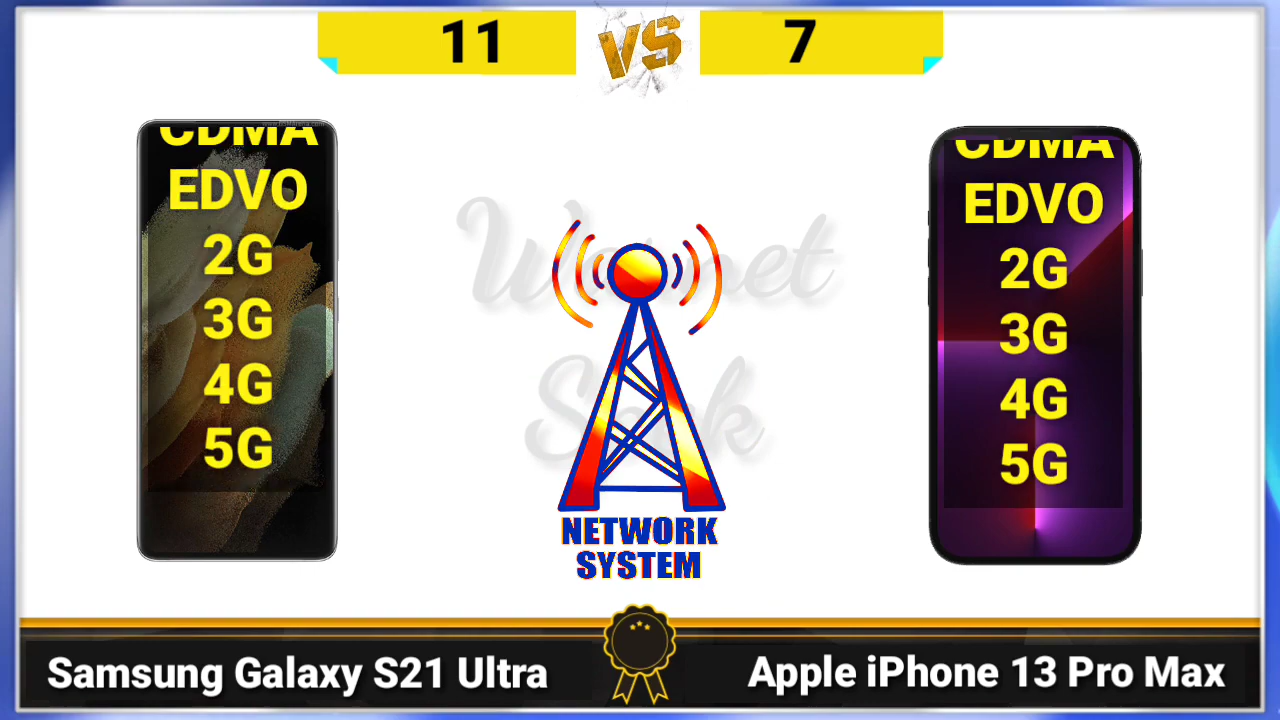 11
VS
7
CDMA
EDVO
2G
3G
4G
5G
CDMA
EDVO
2G
3G
4G
5G
NETWORK
SYSTEM
Samsung Galaxy S21 Ultra
Apple iPhone 13 Pro Max